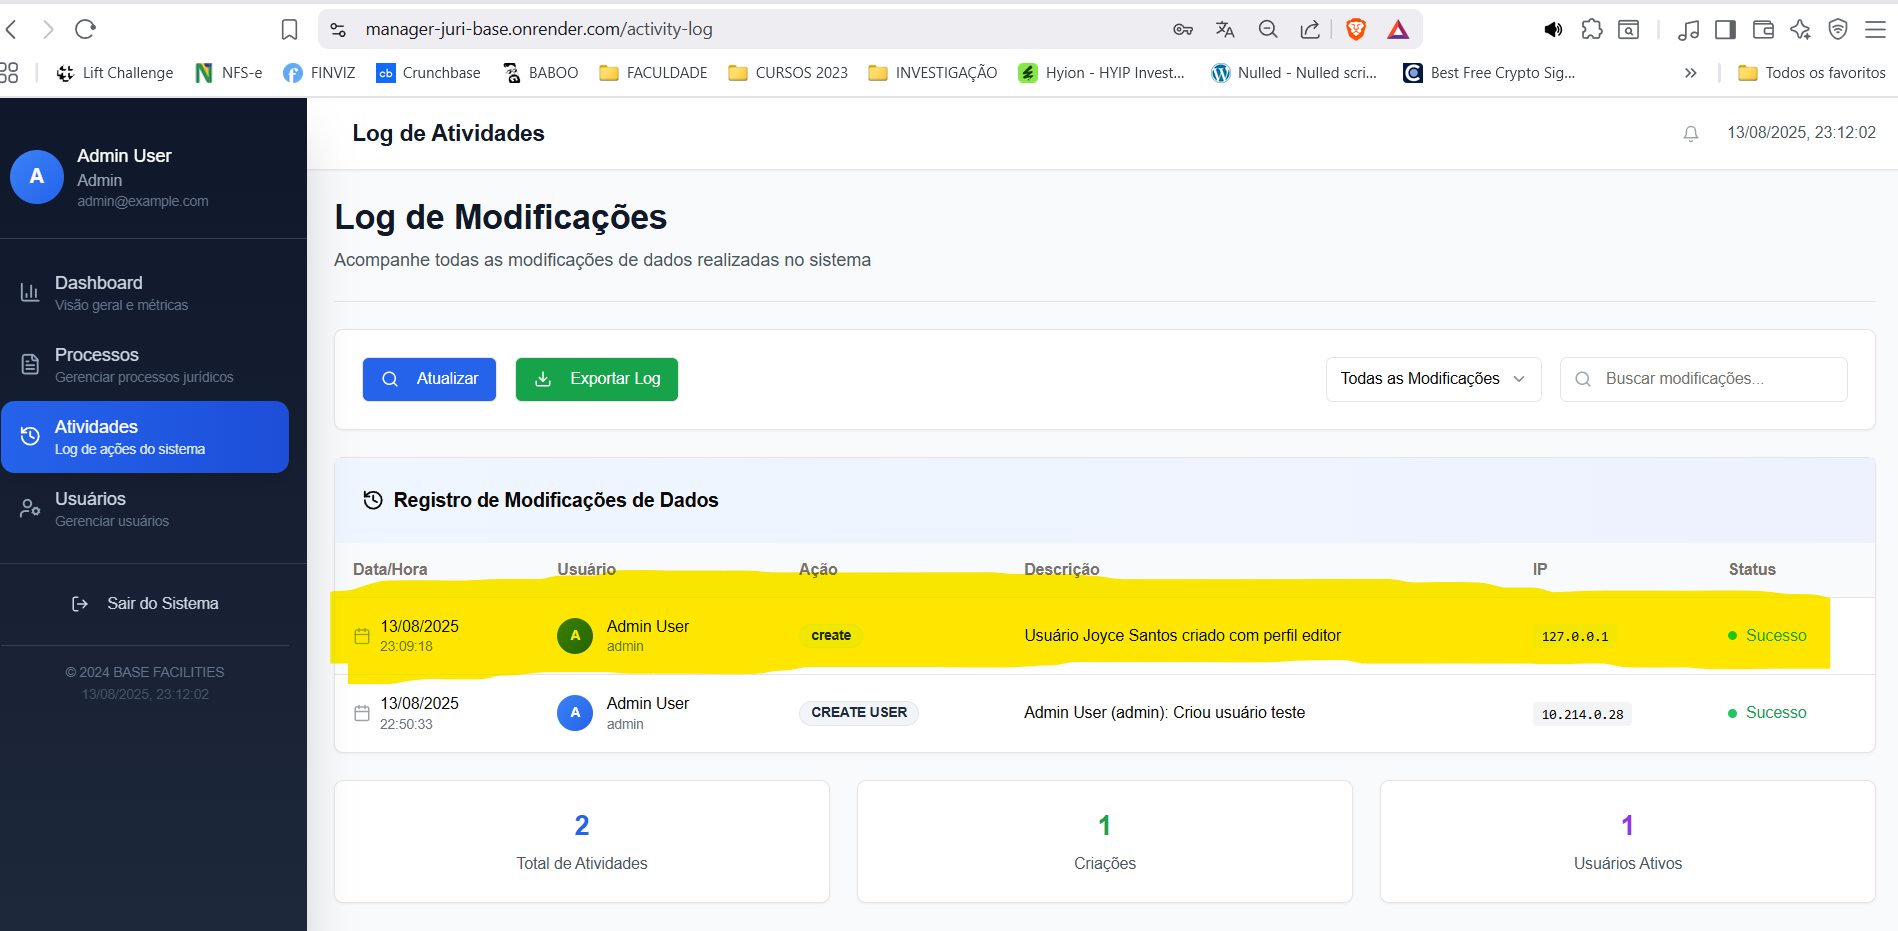 manager-juri-base.onrender.com/activity-log
Lift Challenge
NFS-e
FINVIZ
cb
Crunchbase
BABOO
FACULDADE
CURSOS 2023
INVESTIGAÇÃO
Hyion - HYIP Invest...
Nulled - Nulled scri...
Best Free Crypto Sig...
»
Todos os favoritos
A
Admin User
Admin
admin@example.com
Dashboard
Visão geral e métricas
Processos
Gerenciar processos jurídicos
Atividades
Log de ações do sistema
Usuários
Gerenciar usuários
Sair do Sistema
© 2024 BASE FACILITIES
13/08/2025, 23:12:02
Log de Atividades
13/08/2025, 23:12:02
Log de Modificações
Acompanhe todas as modificações de dados realizadas no sistema
Atualizar
Exportar Log
Todas as Modificações
Buscar modificações...
Registro de Modificações de Dados
Data/Hora Usuário Ação Descrição IP Status
13/08/2025
23:09:18
A
Admin User
admin
create
Usuário Joyce Santos criado com perfil editor
127.0.0.1
Sucesso
13/08/2025
22:50:33
A
Admin User
admin
CREATE USER
Admin User (admin): Criou usuário teste
10.214.0.28
Sucesso
2
Total de Atividades
1
Criações
1
Usuários Ativos